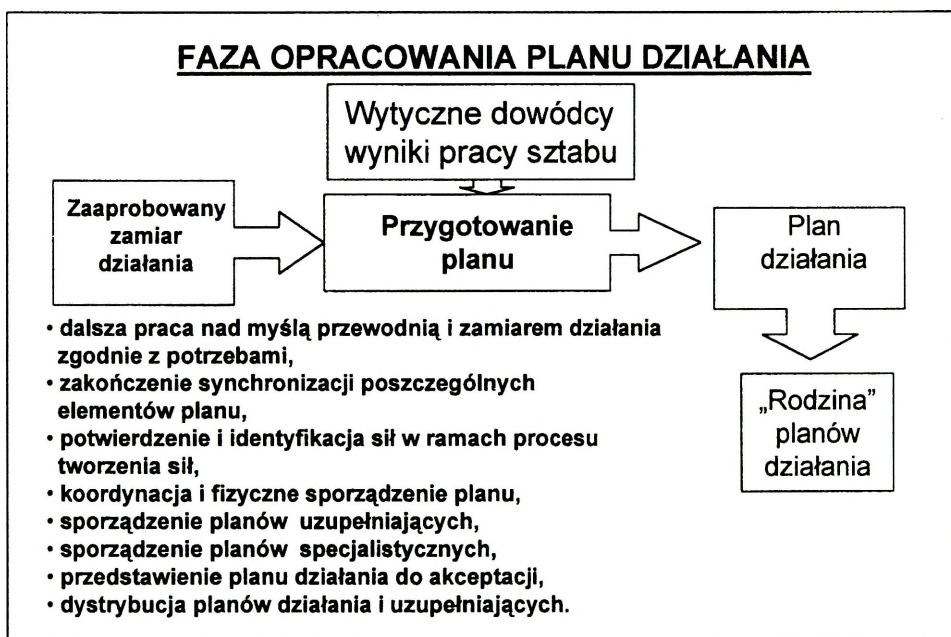 FAZA OPRACOWANIA PLANU DZIAŁANIA
Wytyczne dowódcy
wyniki pracy sztabu
Zaaprobowany
zamiar
działania
Przygotowanie
planu
Plan
działania
„Rodzina”
planów
działania
• dalsza praca nad myślą przewodnią i zamiarem działania
zgodnie z potrzebami,
• zakończenie synchronizacji poszczególnych
elementów planu,
• potwierdzenie i identyfikacja sił w ramach procesu
tworzenia sił,
• koordynacja i fizyczne sporządzenie planu,
• sporządzenie planów uzupełniających,
• sporządzenie planów specjalistycznych,
• przedstawienie planu działania do akceptacji,
• dystrybucja planów działania i uzupełniających.